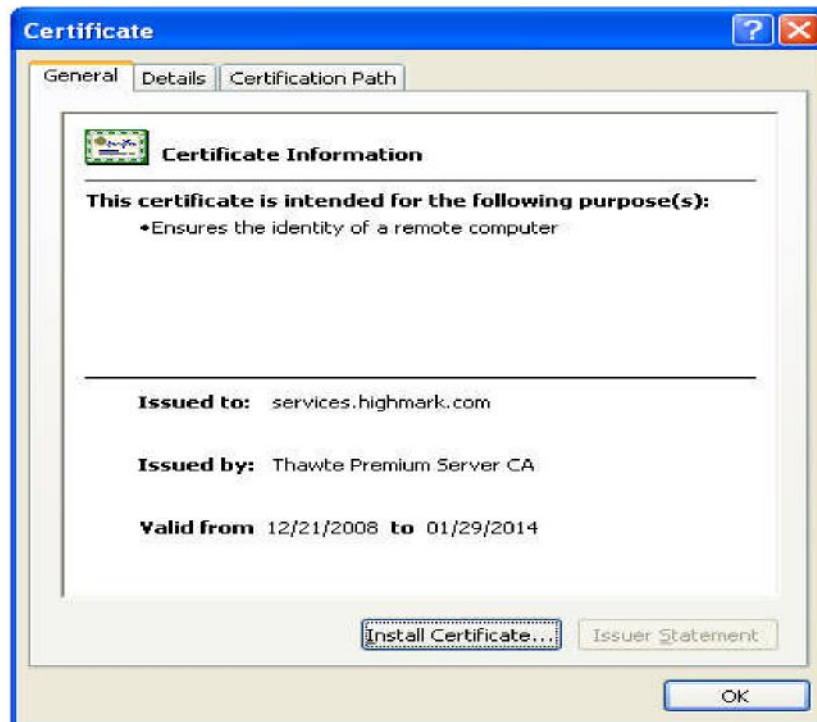 Certificate
General Details Certification Path
Certificate Information
This certificate is intended for the following purpose(s):
•Ensures the identity of a remote computer
Issued to: services.highmark.com
Issued by: Thawte Premium Server CA
Valid from 12/21/2008 to 01/29/2014
Install Certificate... Issuer Statement
OK